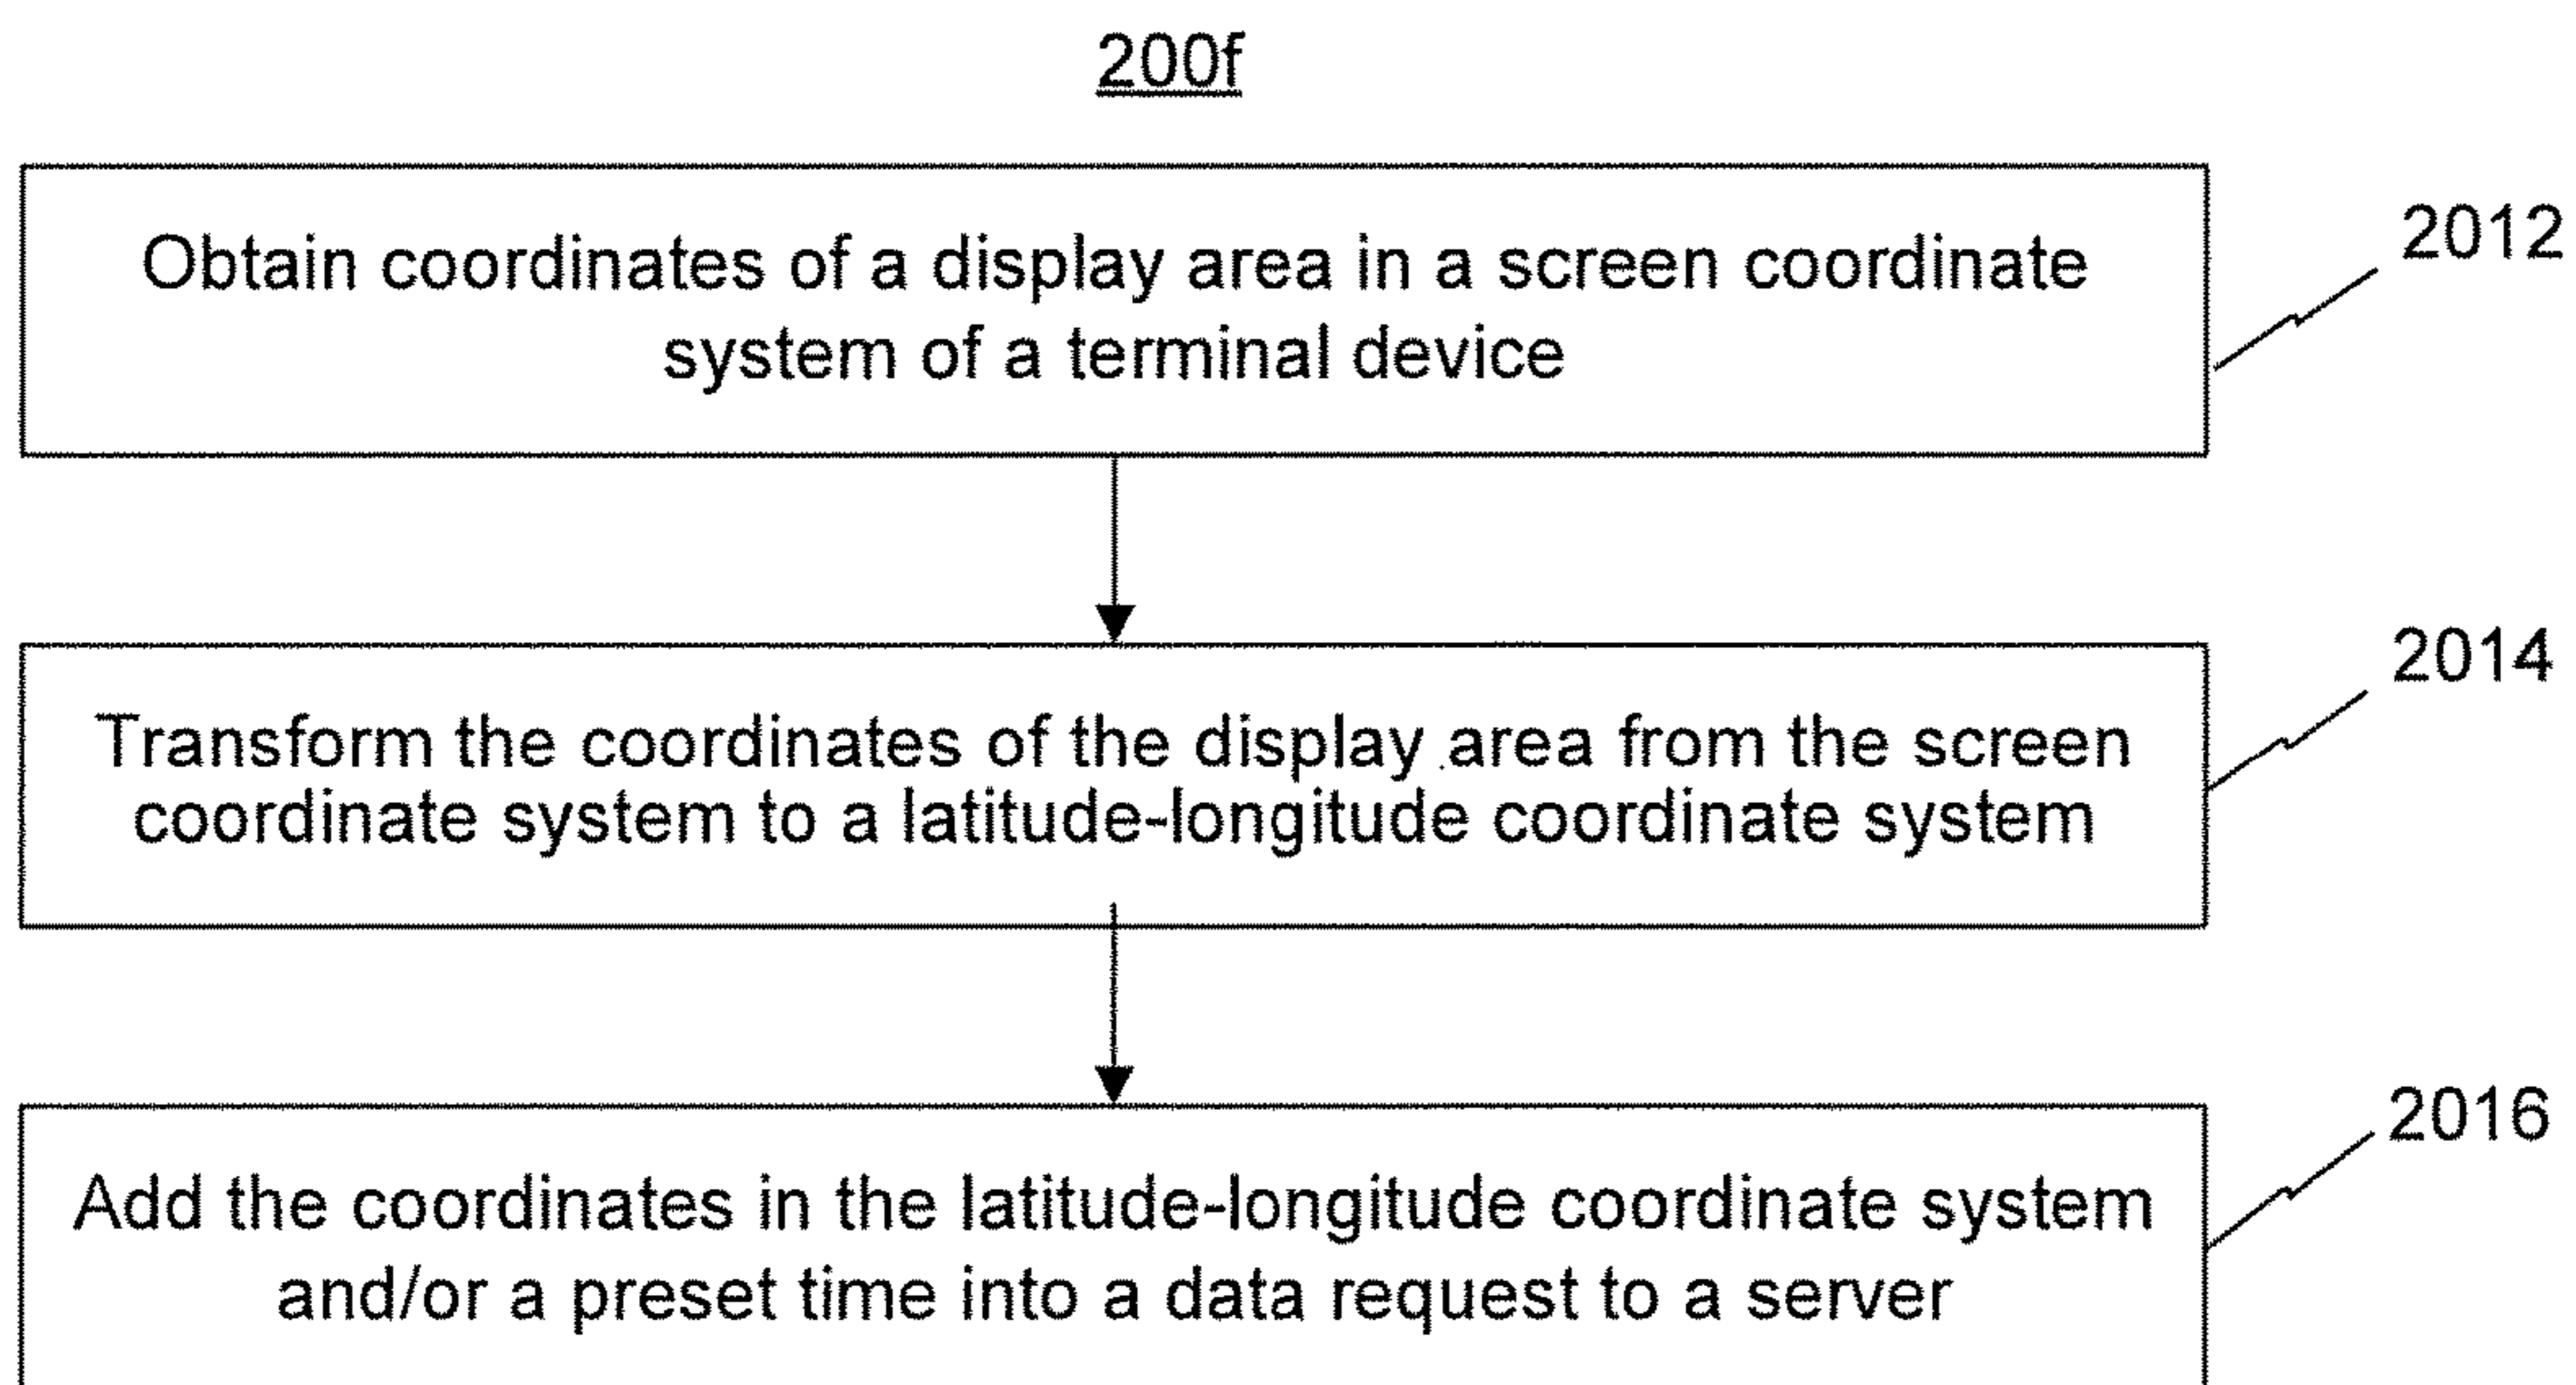 200f
Obtain coordinates of a display area in a screen coordinate
system of a terminal device
2012
Transform the coordinates of the display area from the screen
coordinate system to a latitude-longitude coordinate system
2014
Add the coordinates in the latitude-longitude coordinate system
and/or a preset time into a data request to a server
2016